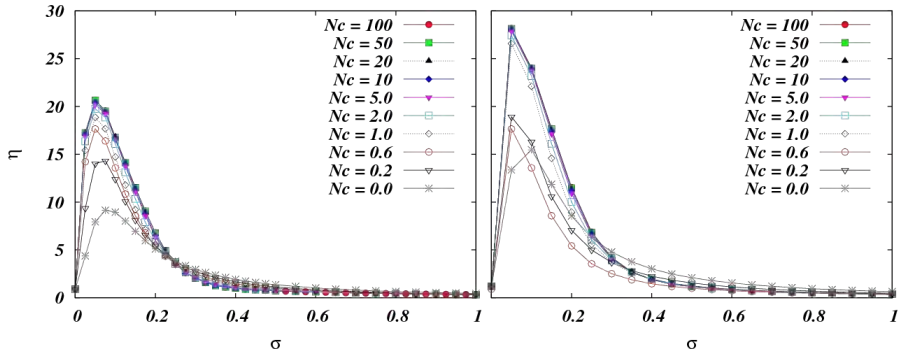 30
25
20
15
10
5
0
η
Nc = 100
Nc = 50
Nc = 20
Nc = 10
Nc = 5.0
Nc = 2.0
Nc = 1.0
Nc = 0.6
Nc = 0.2
Nc = 0.0
0 0.2 0.4 0.6 0.8 1
σ
Nc = 100
Nc = 50
Nc = 20
Nc = 10
Nc = 5.0
Nc = 2.0
Nc = 1.0
Nc = 0.6
Nc = 0.2
Nc = 0.0
0.2 0.4 0.6 0.8 1
σ